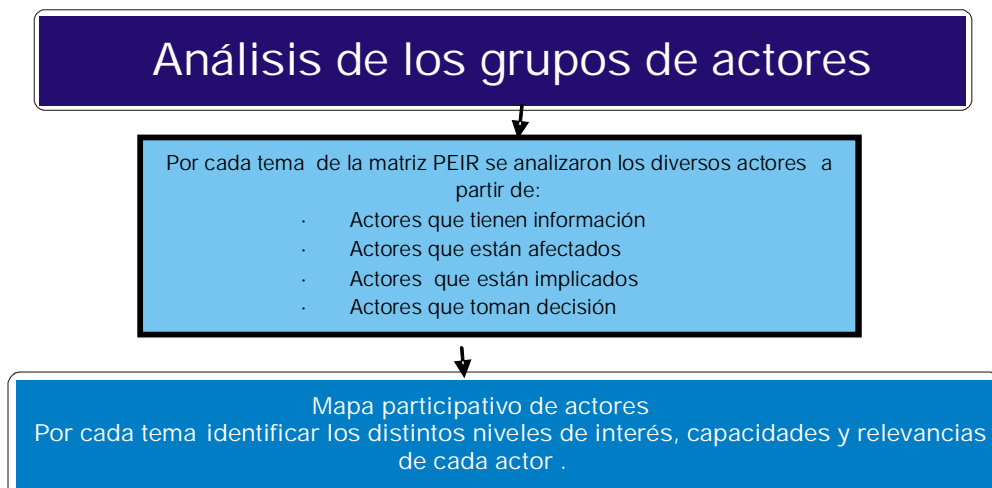 Análisis de los grupos de actores
Por cada tema de la matriz PEIR se analizaron los diversos actores a
partir de:
· Actores que tienen información
· Actores que están afectados
· Actores que están implicados
· Actores que toman decisión
Mapa participativo de actores
Por cada tema identificar los distintos niveles de interés, capacidades y relevancias
de cada actor .